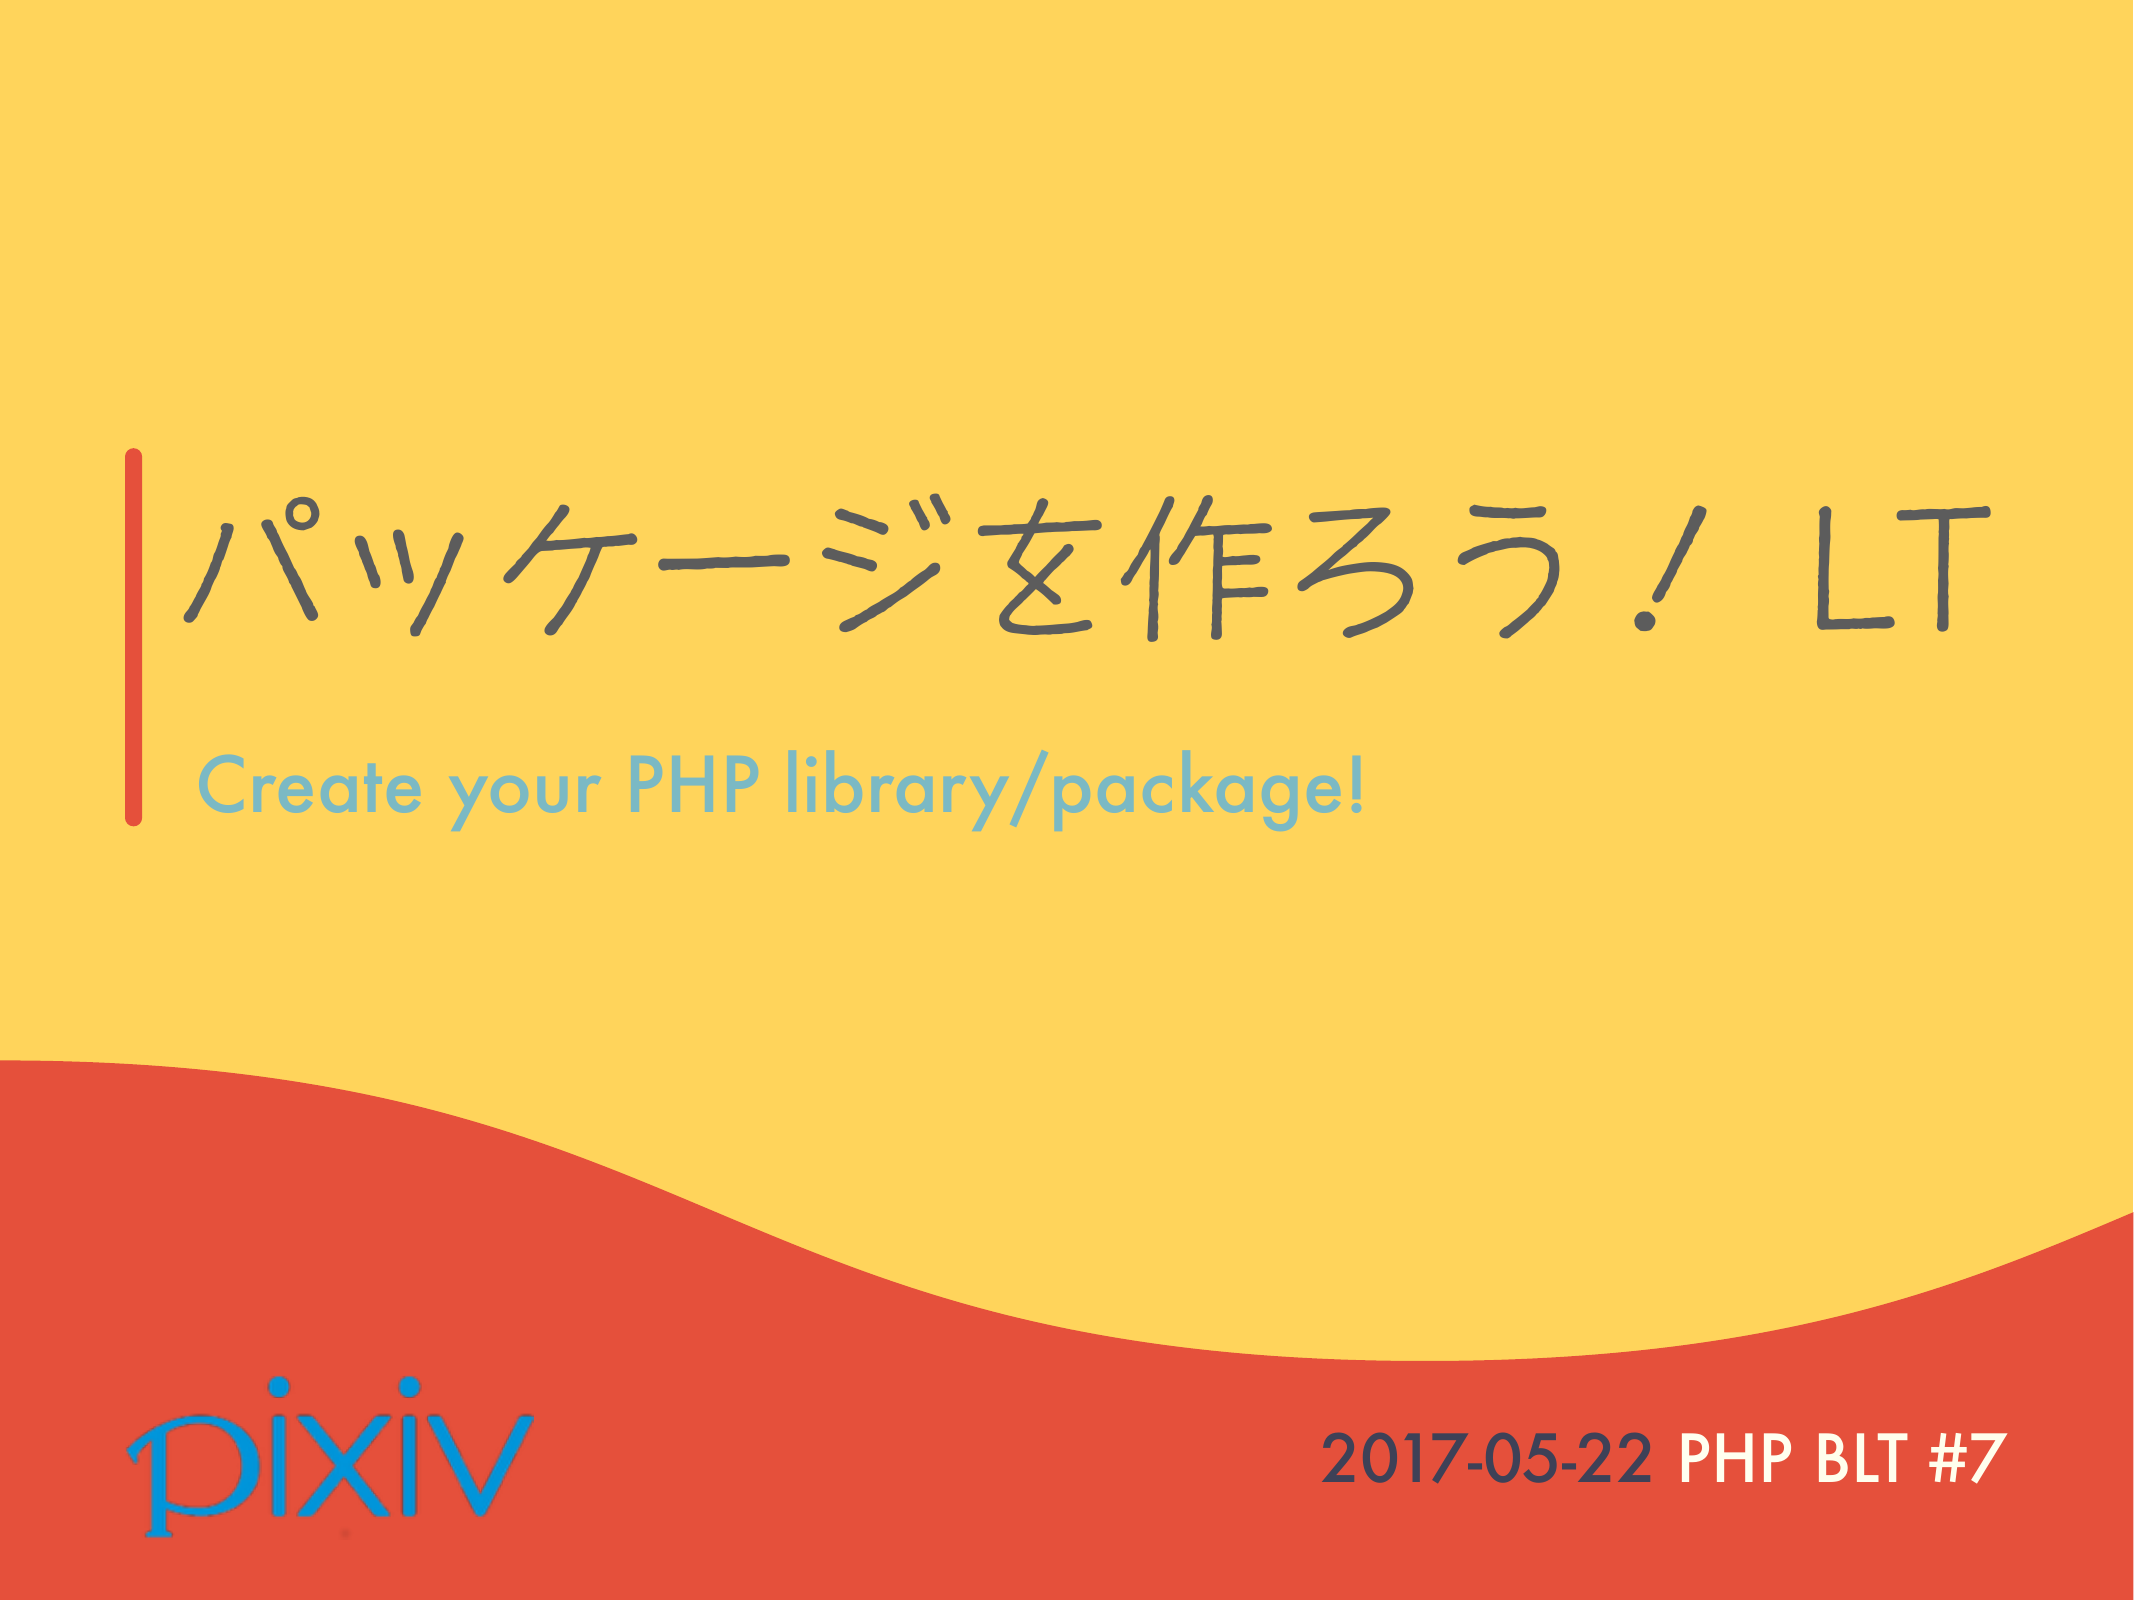 パッケージを作ろう！ LT
Create your PHP library/package!
pixiv
2017-05-22 PHP BLT #7